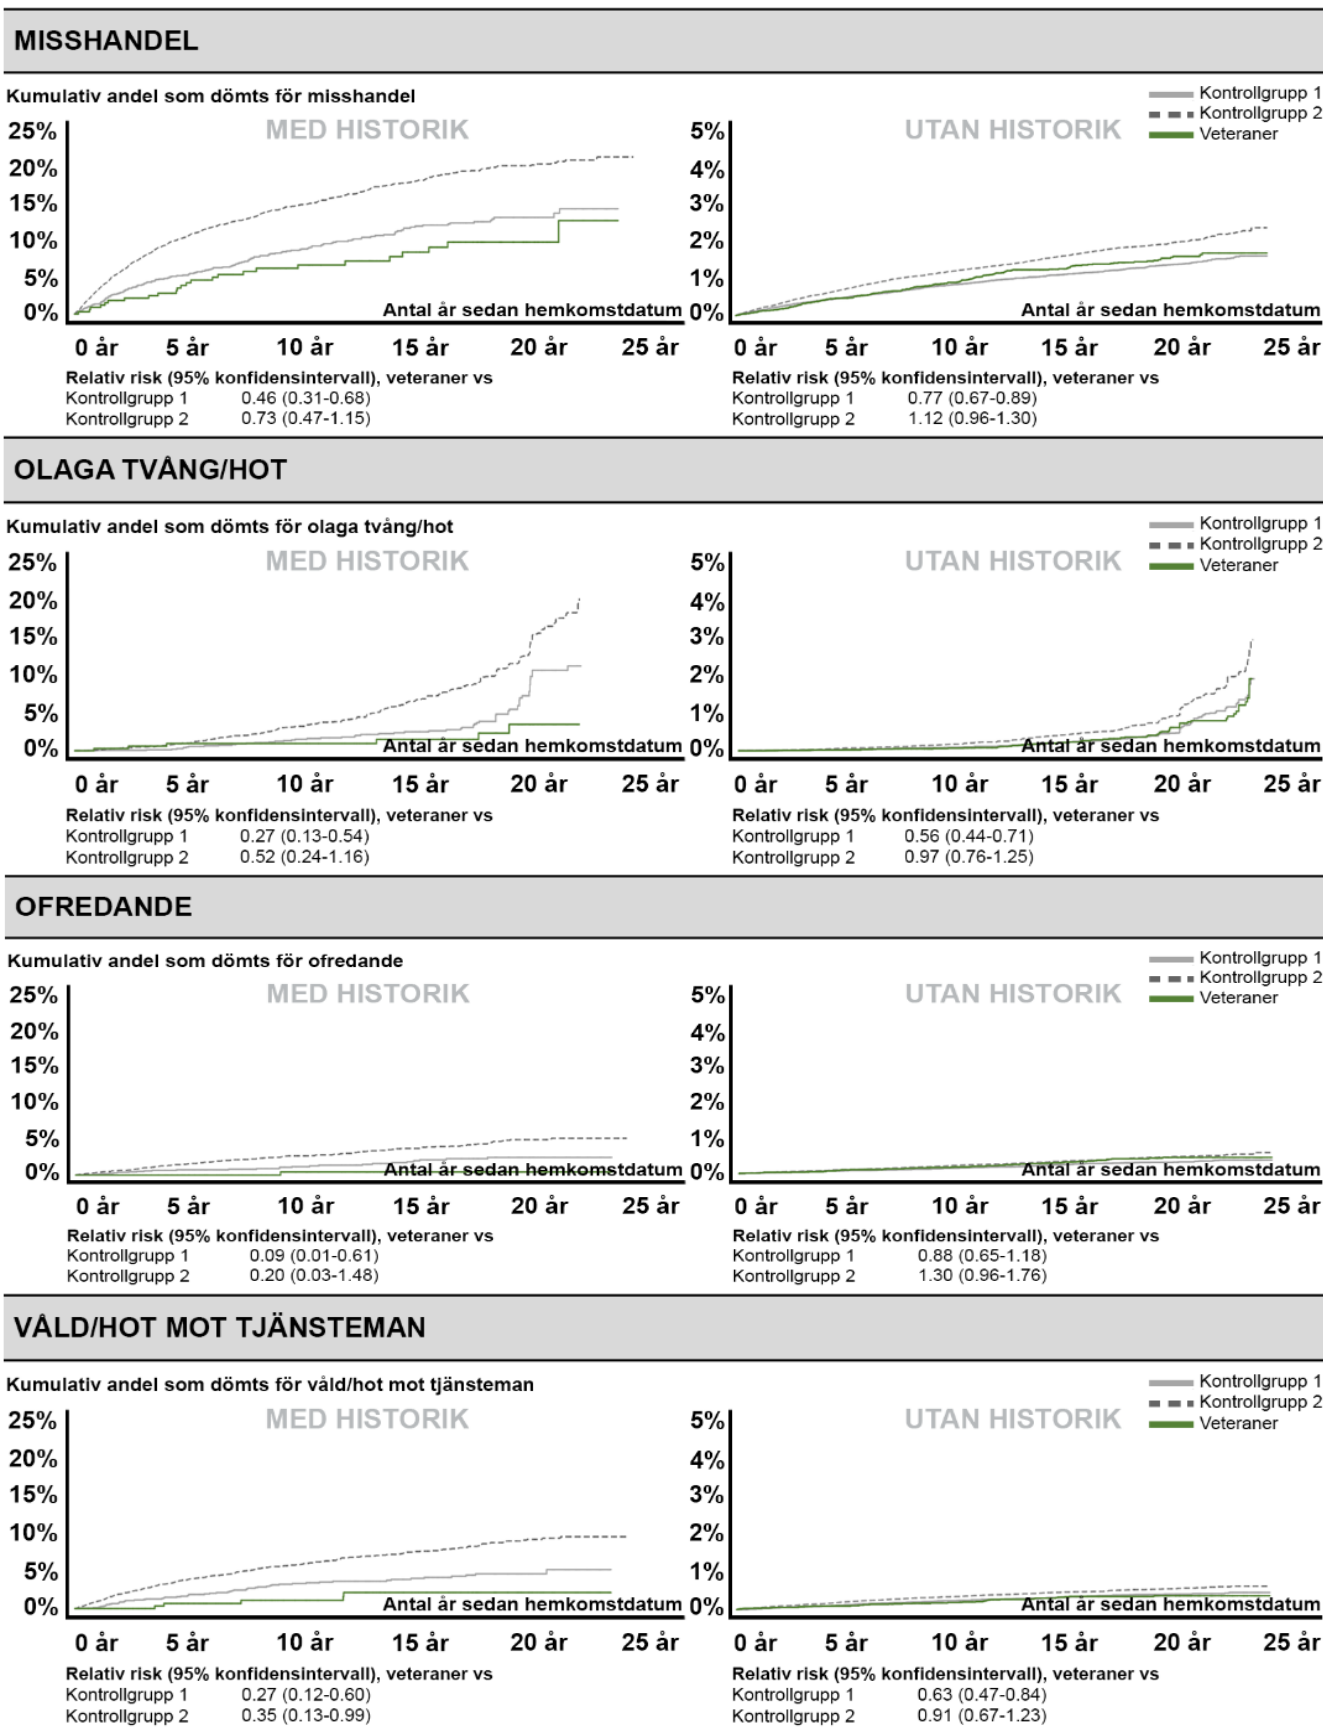 MISSHANDEL
Kumulativ andel som dömts för misshandel
Kontrollgrupp 1
Kontrollgrupp 2
Veteraner
MED HISTORIK
25%
20%
15%
10%
5%
0%
Antal år sedan hemkomstdatum
0 år 5 år 10 år 15 år 20 år 25 år
Relativ risk (95% konfidensintervall), veteraner vs
Kontrollgrupp 1 0.46 (0.31-0.68)
Kontrollgrupp 2 0.73 (0.47-1.15)
UTAN HISTORIK
5%
4%
3%
2%
1%
0%
Antal år sedan hemkomstdatum
0 år 5 år 10 år 15 år 20 år 25 år
Relativ risk (95% konfidensintervall), veteraner vs
Kontrollgrupp 1 0.77 (0.67-0.89)
Kontrollgrupp 2 1.12 (0.96-1.30)
OLAGA TVÅNG/HOT
Kumulativ andel som dömts för olaga tvång/hot
Kontrollgrupp 1
Kontrollgrupp 2
Veteraner
MED HISTORIK
25%
20%
15%
10%
5%
0%
Antal år sedan hemkomstdatum
0 år 5 år 10 år 15 år 20 år 25 år
Relativ risk (95% konfidensintervall), veteraner vs
Kontrollgrupp 1 0.27 (0.13-0.54)
Kontrollgrupp 2 0.52 (0.24-1.16)
UTAN HISTORIK
5%
4%
3%
2%
1%
0%
Antal år sedan hemkomstdatum
0 år 5 år 10 år 15 år 20 år 25 år
Relativ risk (95% konfidensintervall), veteraner vs
Kontrollgrupp 1 0.56 (0.44-0.71)
Kontrollgrupp 2 0.97 (0.76-1.25)
OFREDANDE
Kumulativ andel som dömts för ofredande
Kontrollgrupp 1
Kontrollgrupp 2
Veteraner
MED HISTORIK
25%
20%
15%
10%
5%
0%
Antal år sedan hemkomstdatum
0 år 5 år 10 år 15 år 20 år 25 år
Relativ risk (95% konfidensintervall), veteraner vs
Kontrollgrupp 1 0.09 (0.01-0.61)
Kontrollgrupp 2 0.20 (0.03-1.48)
UTAN HISTORIK
5%
4%
3%
2%
1%
0%
Antal år sedan hemkomstdatum
0 år 5 år 10 år 15 år 20 år 25 år
Relativ risk (95% konfidensintervall), veteraner vs
Kontrollgrupp 1 0.88 (0.65-1.18)
Kontrollgrupp 2 1.30 (0.96-1.76)
VÅLD/HOT MOT TJÄNSTEMAN
Kumulativ andel som dömts för våld/hot mot tjänsteman
Kontrollgrupp 1
Kontrollgrupp 2
Veteraner
MED HISTORIK
25%
20%
15%
10%
5%
0%
Antal år sedan hemkomstdatum
0 år 5 år 10 år 15 år 20 år 25 år
Relativ risk (95% konfidensintervall), veteraner vs
Kontrollgrupp 1 0.27 (0.12-0.60)
Kontrollgrupp 2 0.35 (0.13-0.99)
UTAN HISTORIK
5%
4%
3%
2%
1%
0%
Antal år sedan hemkomstdatum
0 år 5 år 10 år 15 år 20 år 25 år
Relativ risk (95% konfidensintervall), veteraner vs
Kontrollgrupp 1 0.63 (0.47-0.84)
Kontrollgrupp 2 0.91 (0.67-1.23)